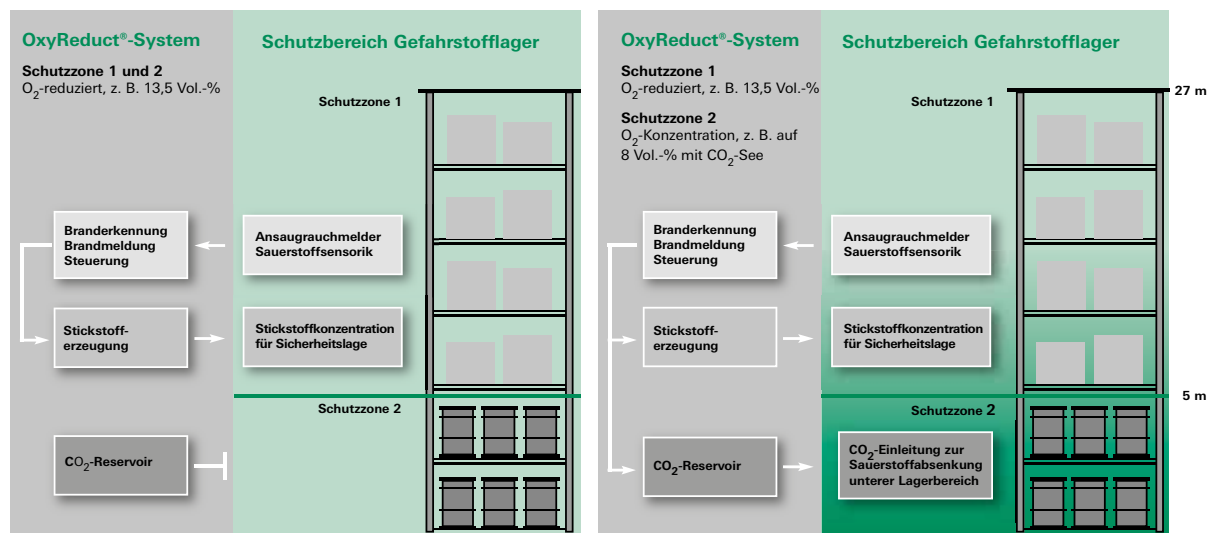 OxyReduct®-System
Schutzzone 1 und 2
O2-reduziert, z. B. 13,5 Vol.-%
Schutzbereich Gefahrstofflager
Schutzzone 1
Branderkennung
Brandmeldung
Steuerung
Ansaugrauchmelder
Sauerstoffsensorik
Stickstoff-
erzeugung
Stickstoffkonzentration
für Sicherheitslage
Schutzzone 2
CO2-Reservoir
OxyReduct®-System
Schutzzone 1
O2-reduziert, z. B. 13,5 Vol.-%
Schutzzone 2
O2-Konzentration, z. B. auf
8 Vol.-% mit CO2-See
Schutzbereich Gefahrstofflager
Schutzzone 1
27 m
Branderkennung
Brandmeldung
Steuerung
Ansaugrauchmelder
Sauerstoffsensorik
Stickstoff-
erzeugung
Stickstoffkonzentration
für Sicherheitslage
5 m
Schutzzone 2
CO2-Reservoir
CO2-Einleitung zur
Sauerstoffabsenkung
unterer Lagerbereich